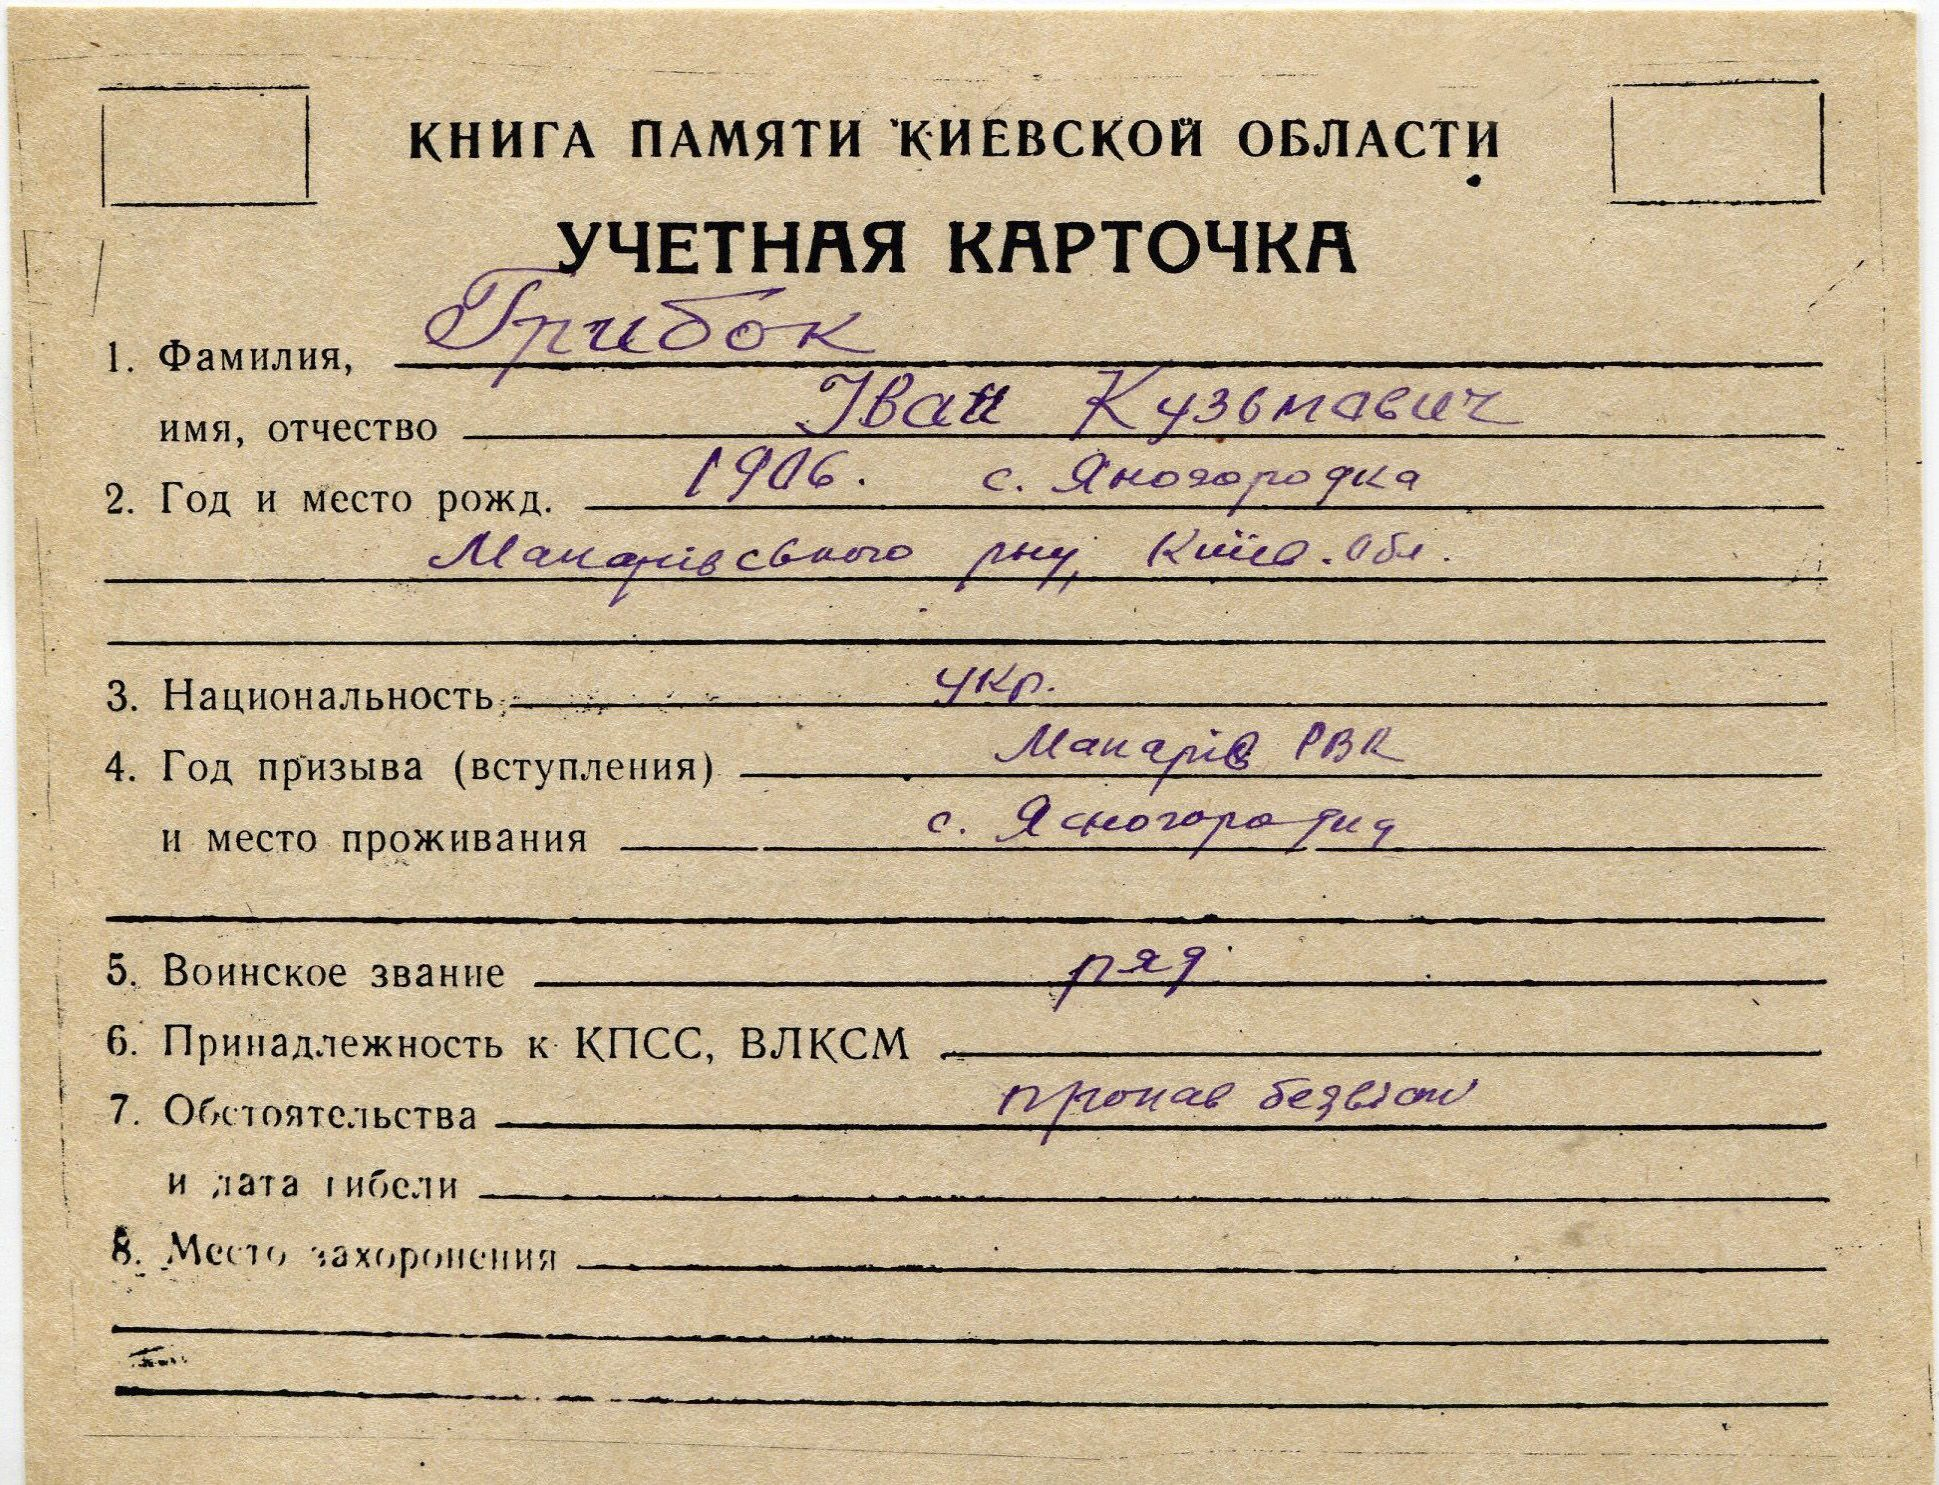 КНИГА ПАМЯТИ КИЕВСКОЙ ОБЛАСТИ
УЧЕТНАЯ КАРТОЧКА
1. Фамилия, Грибок
имя, отчество Іван Кузьмович
2. Год и место рожд. 1906. с. Ясногородка
Макарівського р-ну, Київ. обл.
3. Национальность укр.
4. Год призыва (вступления) Макарів РВК
и место проживания с. Ясногородка
5. Воинское звание ряд.
6. Принадлежность к КПСС, ВЛКСМ
7. Обстоятельства пропав безвісти
и дата гибели
8. Место захоронения